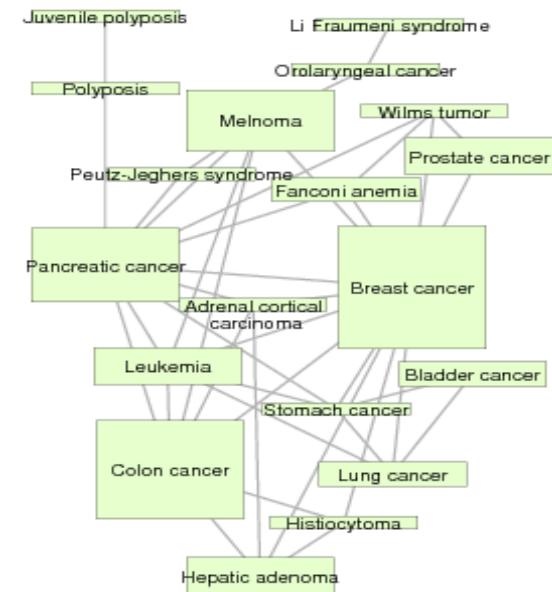 Juvenile polyposis
Li Fraumeni syndrome
Orolaryngeal cancer
Polyposis
Wilms tumor
Melnoma
Prostate cancer
Peutz-Jeghers syndrome
Fanconi anemia
Pancreatic cancer
Breast cancer
Adrenal cortical
carcinoma
Leukemia
Bladder cancer
Stomach cancer
Colon cancer
Lung cancer
Histiocytoma
Hepatic adenoma